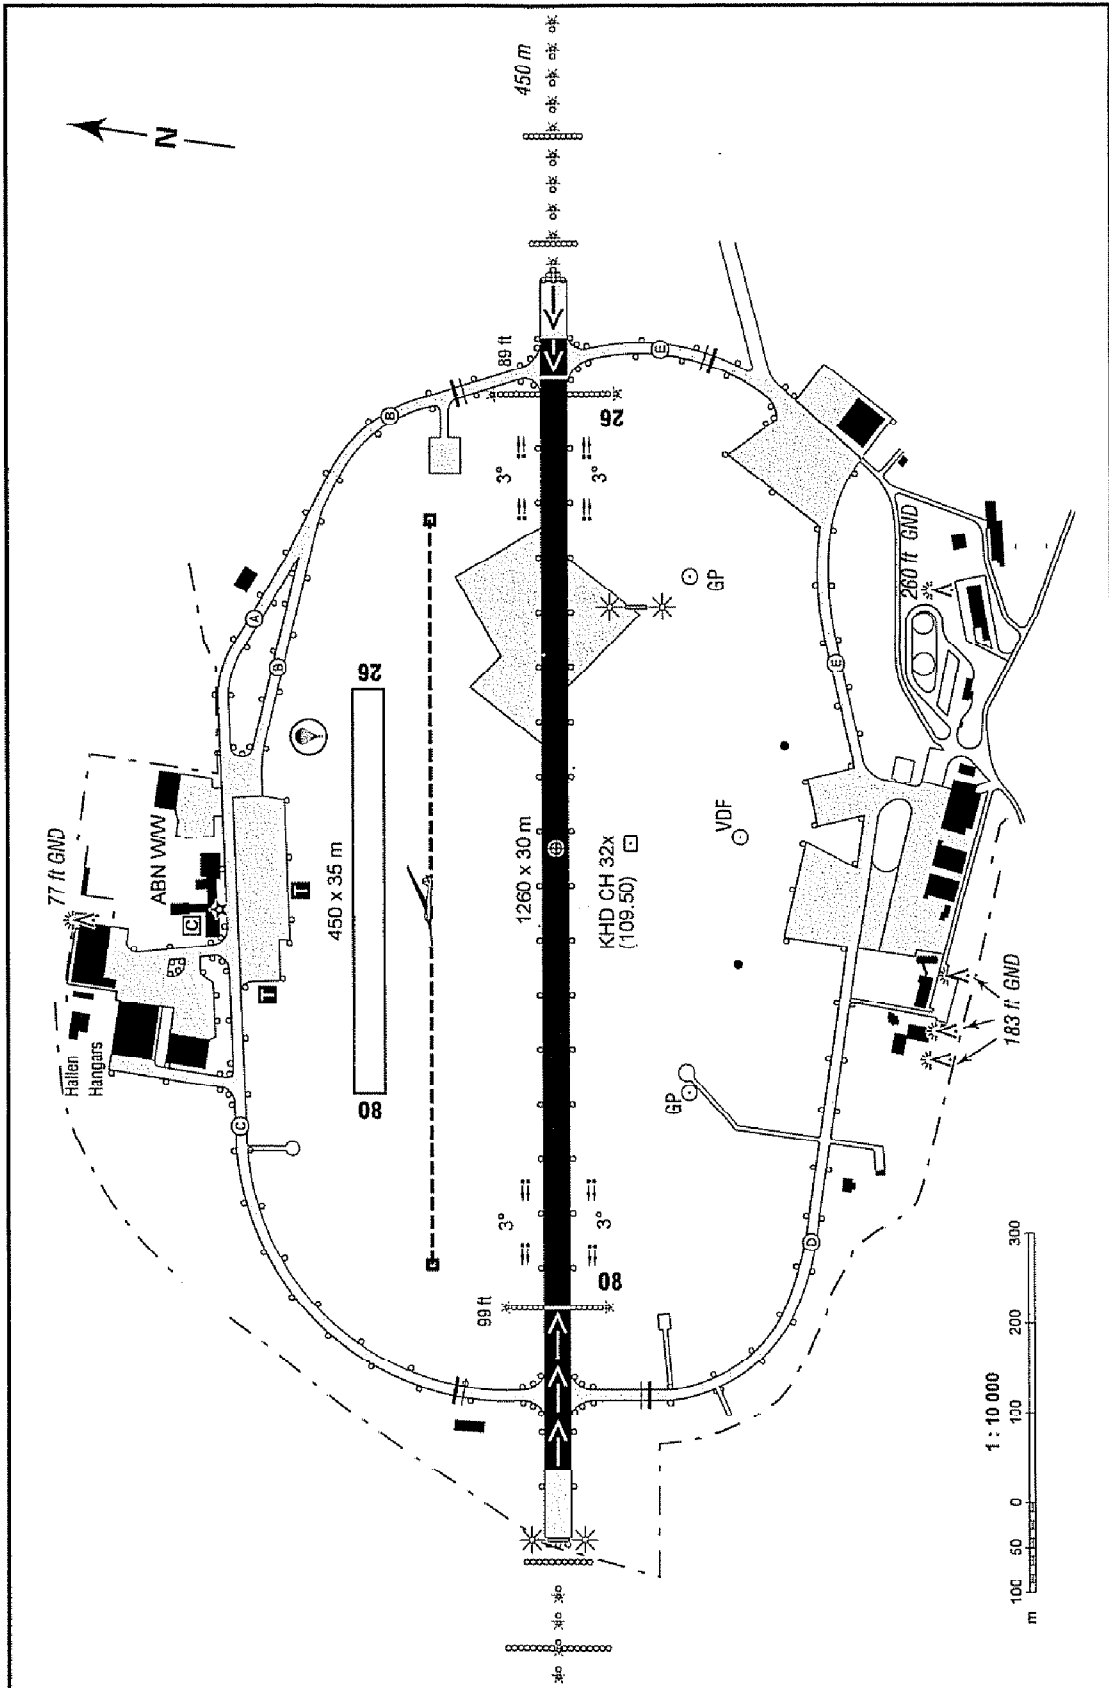 N
450 m
77 ft GND
ABN WW
C
Hallen
Hangars
A
B
B
C
T
T
450 x 35 m
08
26
89 ft
99 ft
3°
3°
3°
3°
08
26
1260 x 30 m
KHD CH 32x
(109.50)
GP
GP
VDF
E
E
D
260 ft GND
183 ft GND
1 : 10 000
m
100
50
0
100
200
300